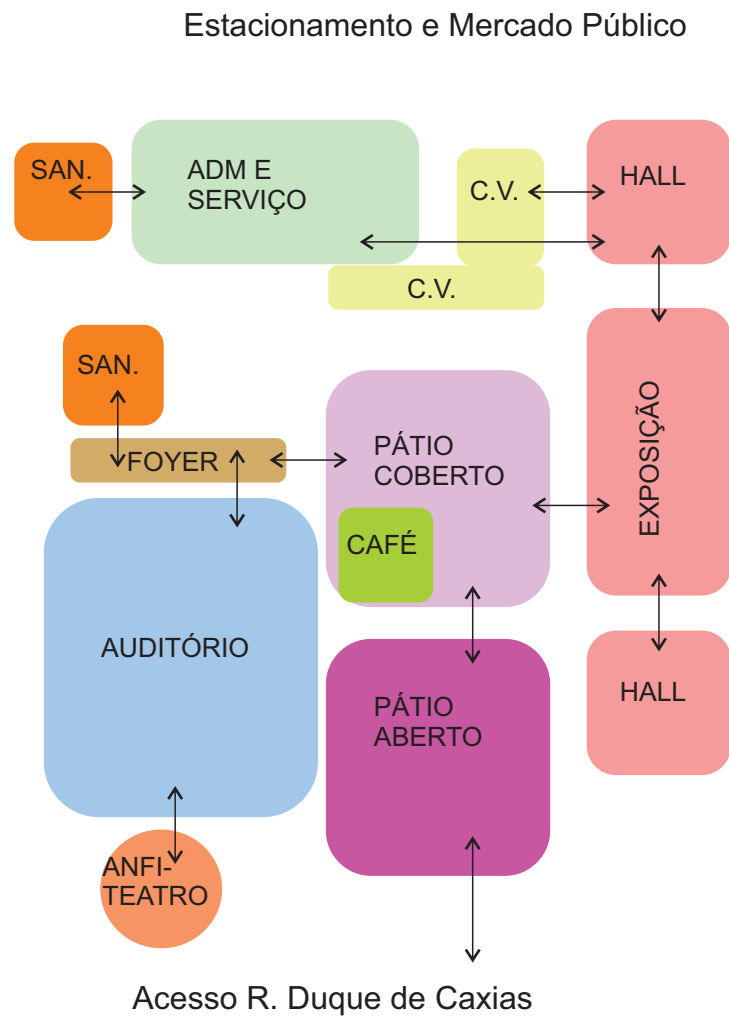 Estacionamento e Mercado Público
SAN.
ADM E
SERVIÇO
C.V.
HALL
C.V.
SAN.
FOYER
PÁTIO
COBERTO
EXPOSIÇÃO
CAFÉ
AUDITÓRIO
PÁTIO
ABERTO
HALL
ANFI-
TEATRO
Acesso R. Duque de Caxias